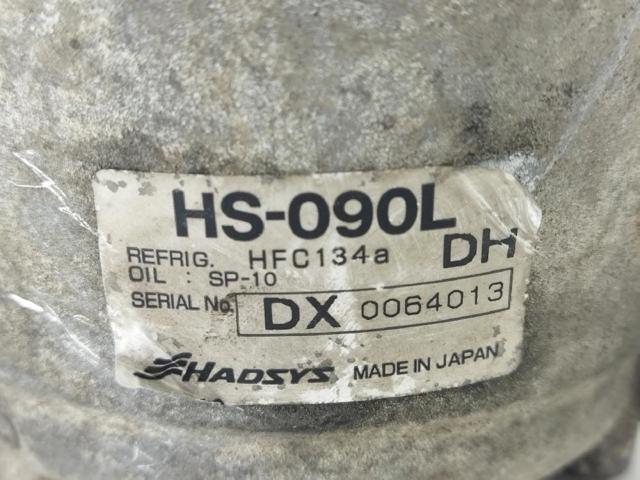 HS-090L
REFRIG. HFC134a DH
OIL : SP-10
SERIAL No. DX 0064013
HADSYS MADE IN JAPAN